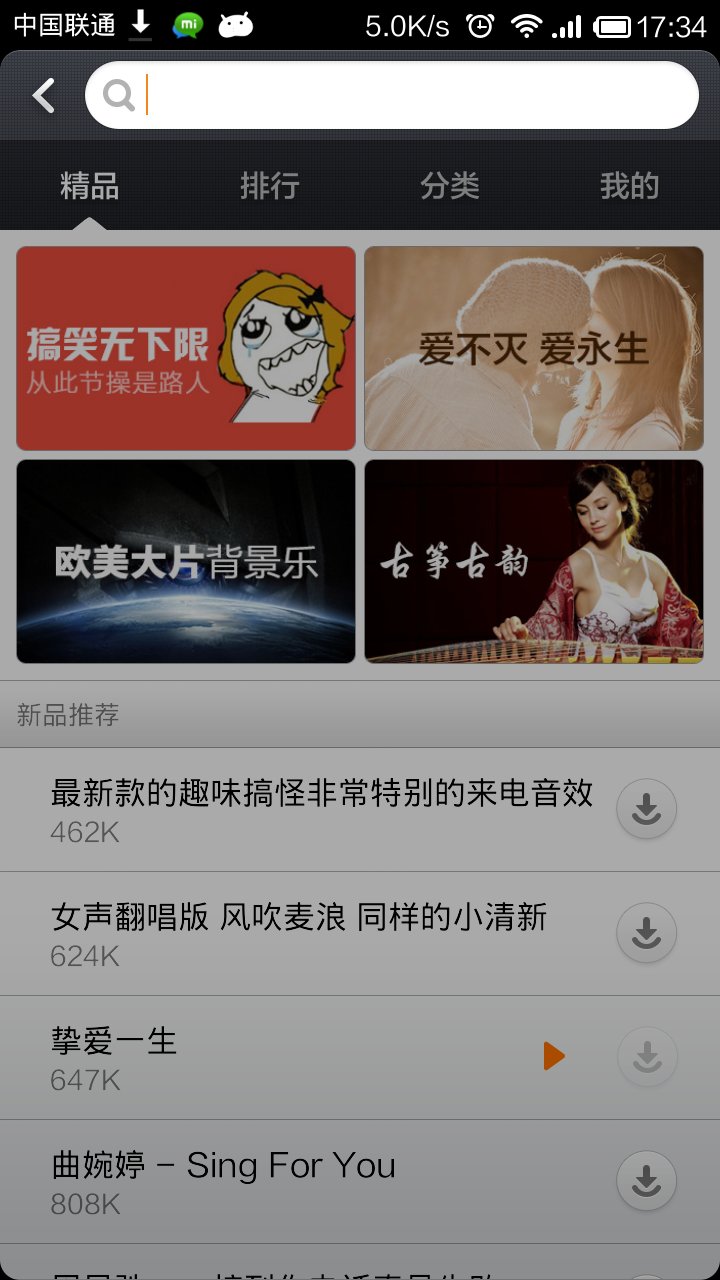 中国联通
5.0K/s
17:34
精品 排行 分类 我的
搞笑无下限
从此节操是路人
爱不灭 爱永生
欧美大片背景乐
古筝古韵
新品推荐
最新款的趣味搞怪非常特别的来电音效
462K
女声翻唱版 风吹麦浪 同样的小清新
624K
挚爱一生
647K
曲婉婷 – Sing For You
808K